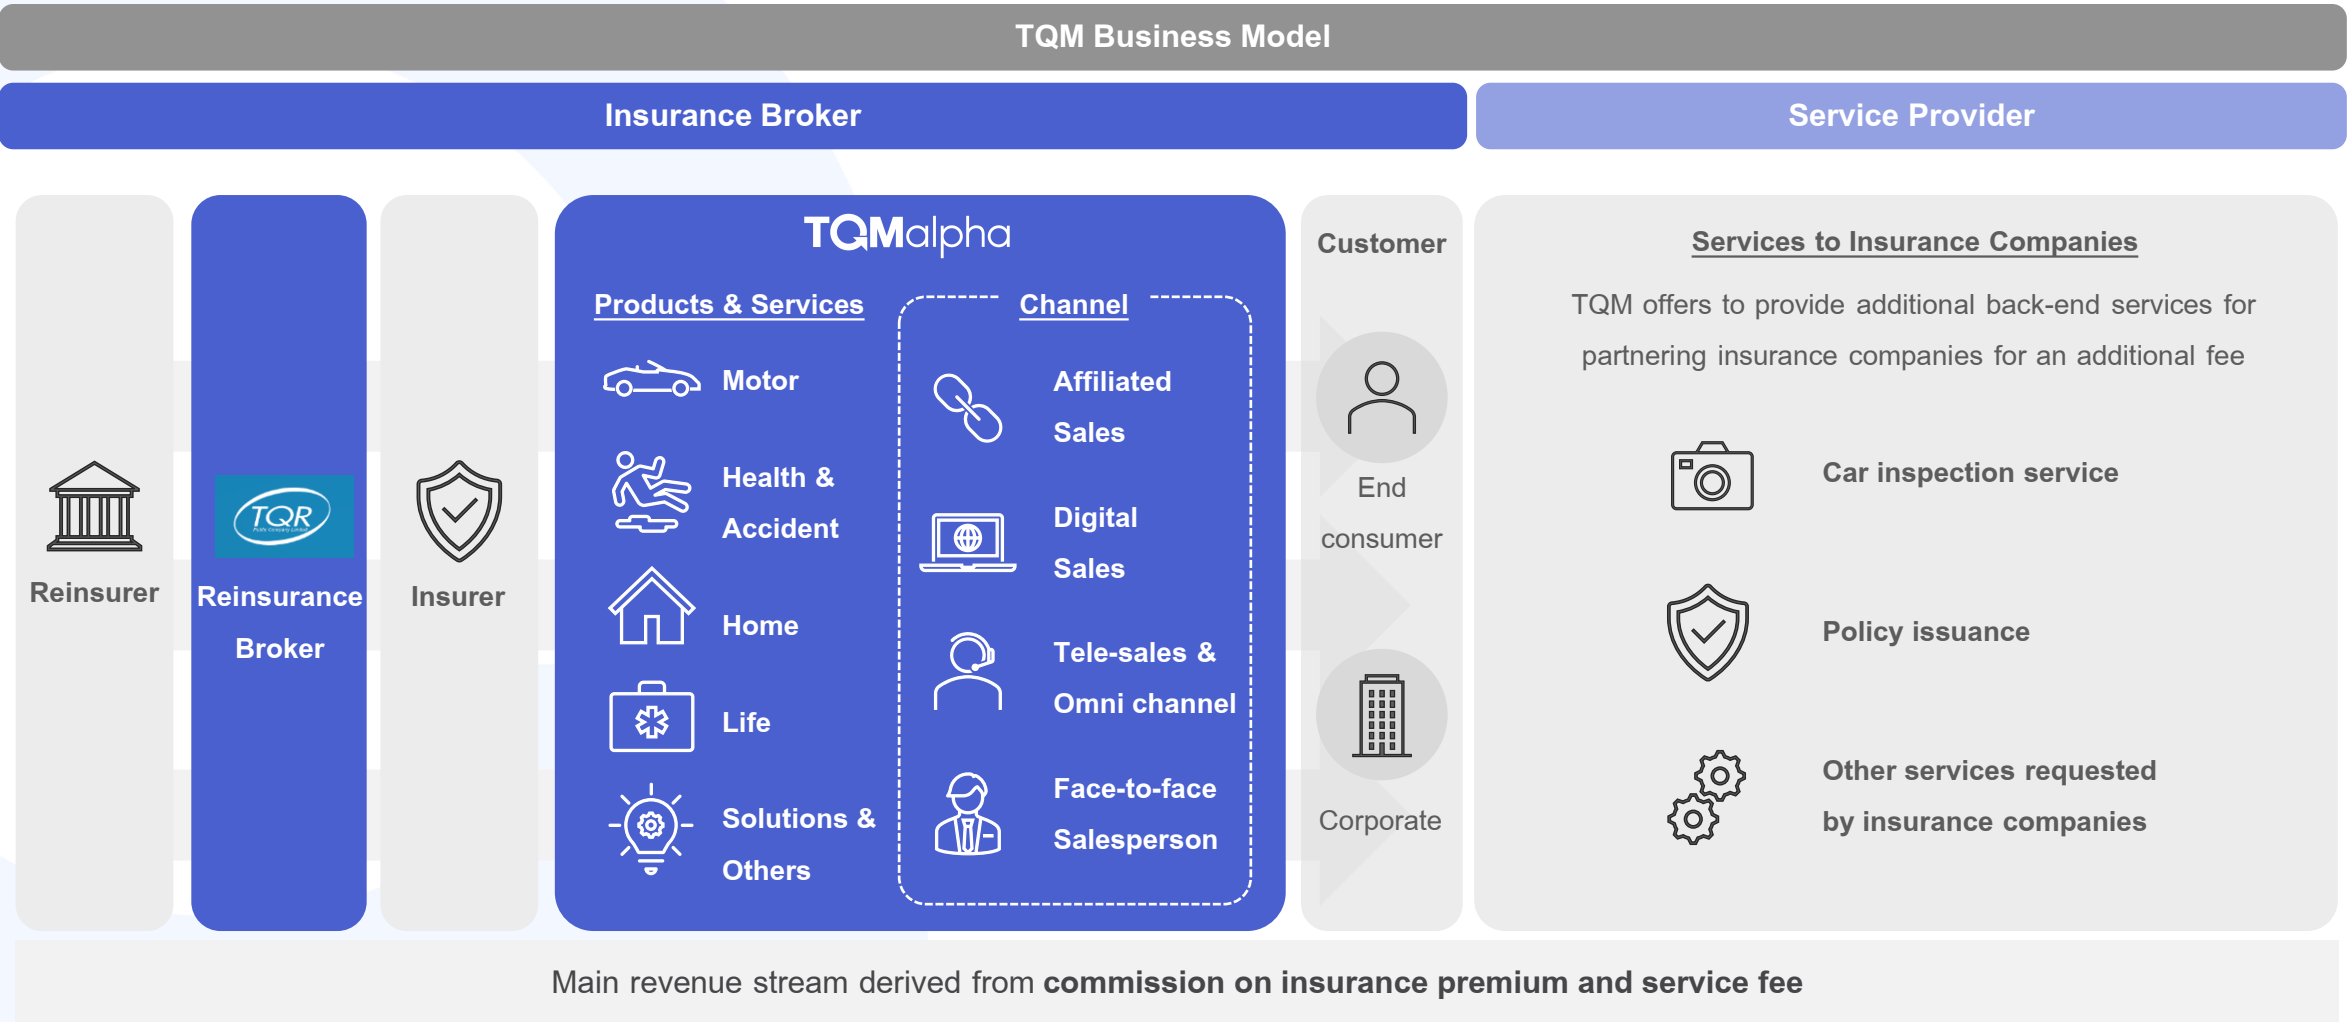 TQM Business Model
Insurance Broker
Service Provider
Reinsurer
TQR
Public Company Limited
Reinsurance
Broker
Insurer
TQMalpha
Products & Services
Motor
Health &
Accident
Home
Life
Solutions &
Others
Channel
Affiliated
Sales
Digital
Sales
Tele-sales &
Omni channel
Face-to-face
Salesperson
Customer
End
consumer
Corporate
Services to Insurance Companies
TQM offers to provide additional back-end services for
partnering insurance companies for an additional fee
Car inspection service
Policy issuance
Other services requested
by insurance companies
Main revenue stream derived from commission on insurance premium and service fee